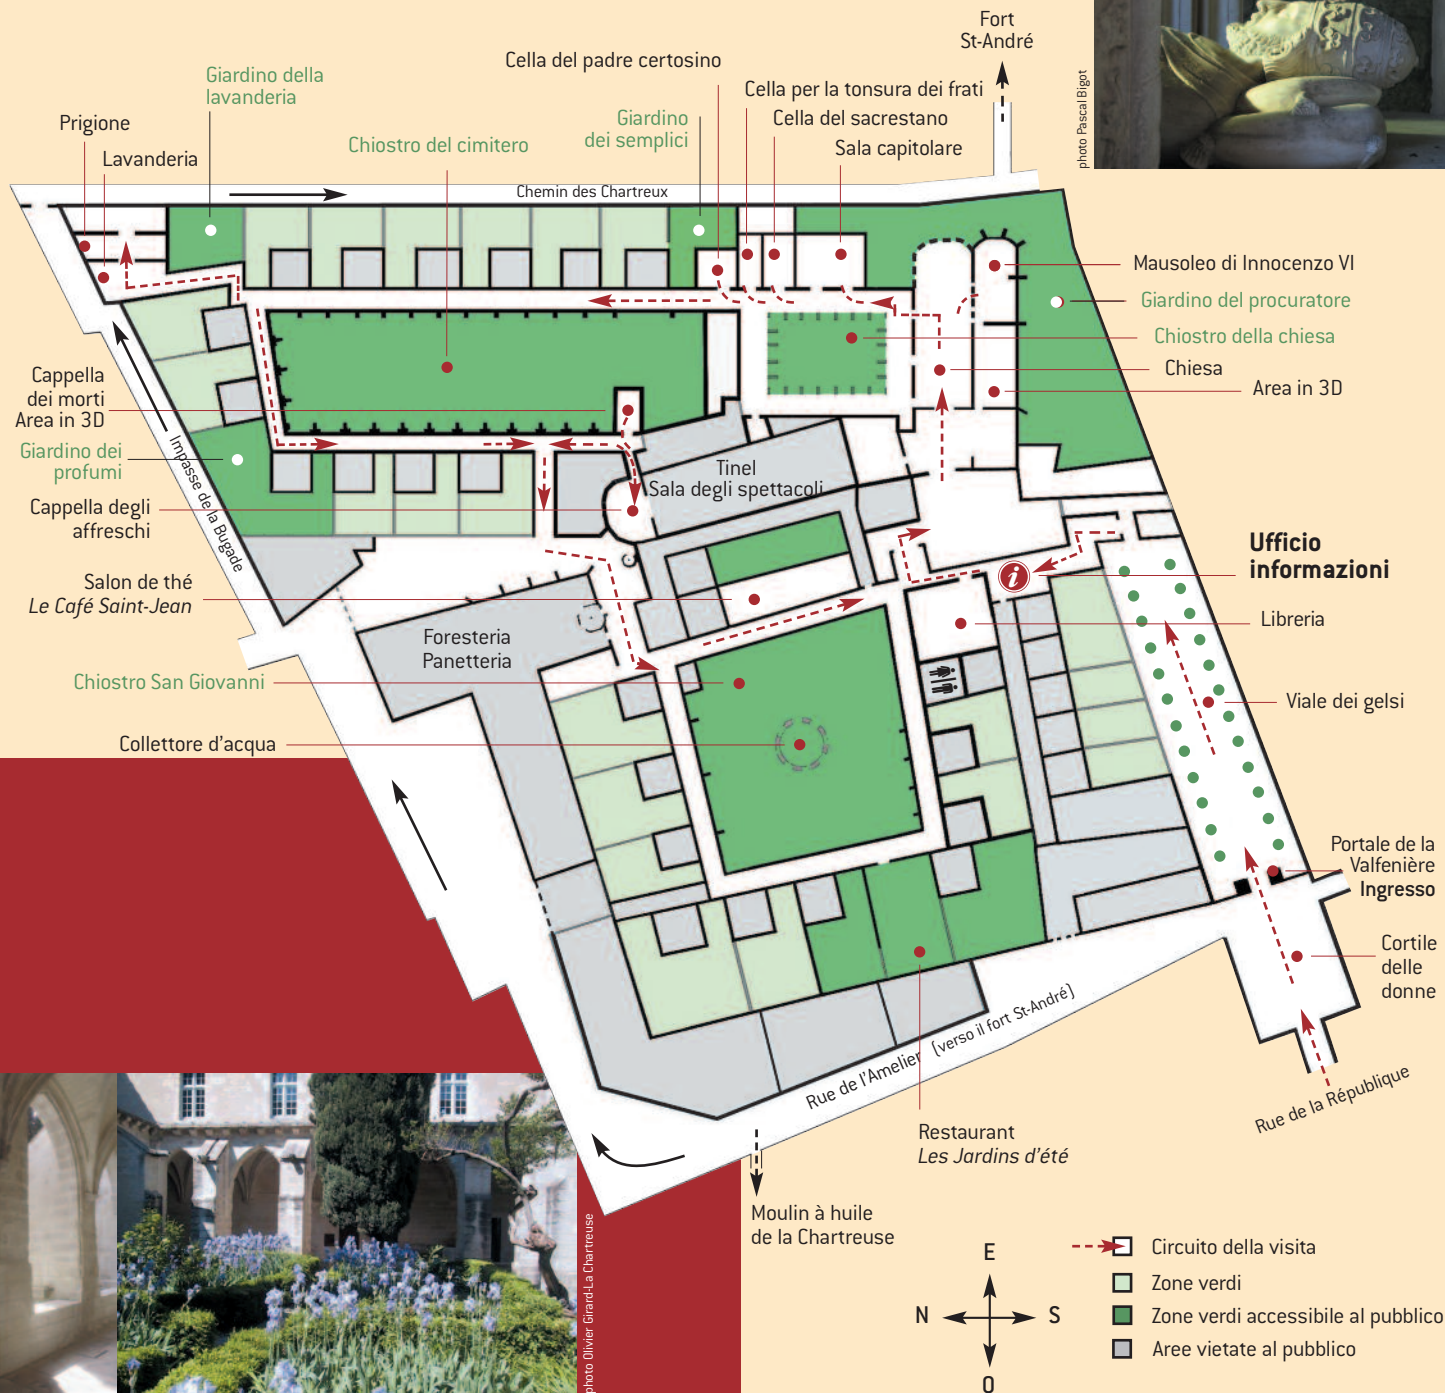 Fort
St-André
photo Pascal Bigot
Cella del padre certosino
Giardino della
lavanderia
Cella per la tonsura dei frati
Prigione
Giardino
dei semplici
Cella del sacrestano
Chiostro del cimitero
Sala capitolare
Lavanderia
Chemin des Chartreux
Mausoleo di Innocenzo VI
Giardino del procuratore
Chiostro della chiesa
Chiesa
Area in 3D
Cappella
dei morti
Area in 3D
Giardino dei
profumi
Impasse de la Bugade
Tinel
Sala degli spettacoli
Cappella degli
affreschi
Ufficio
informazioni
i
Salon de thé
Le Café Saint-Jean
Libreria
Foresteria
Panetteria
Chiostro San Giovanni
Viale dei gelsi
Collettore d'acqua
Portale de la
Valfenière
Ingresso
Cortile
delle
donne
Rue de l'Amelier (verso il fort St-André)
Rue de la République
Restaurant
Les Jardins d'été
Moulin à huile
de la Chartreuse
photo Olivier Girard-La Chartreuse
E
N
S
O
Circuito della visita
Zone verdi
Zone verdi accessibile al pubblico
Aree vietate al pubblico